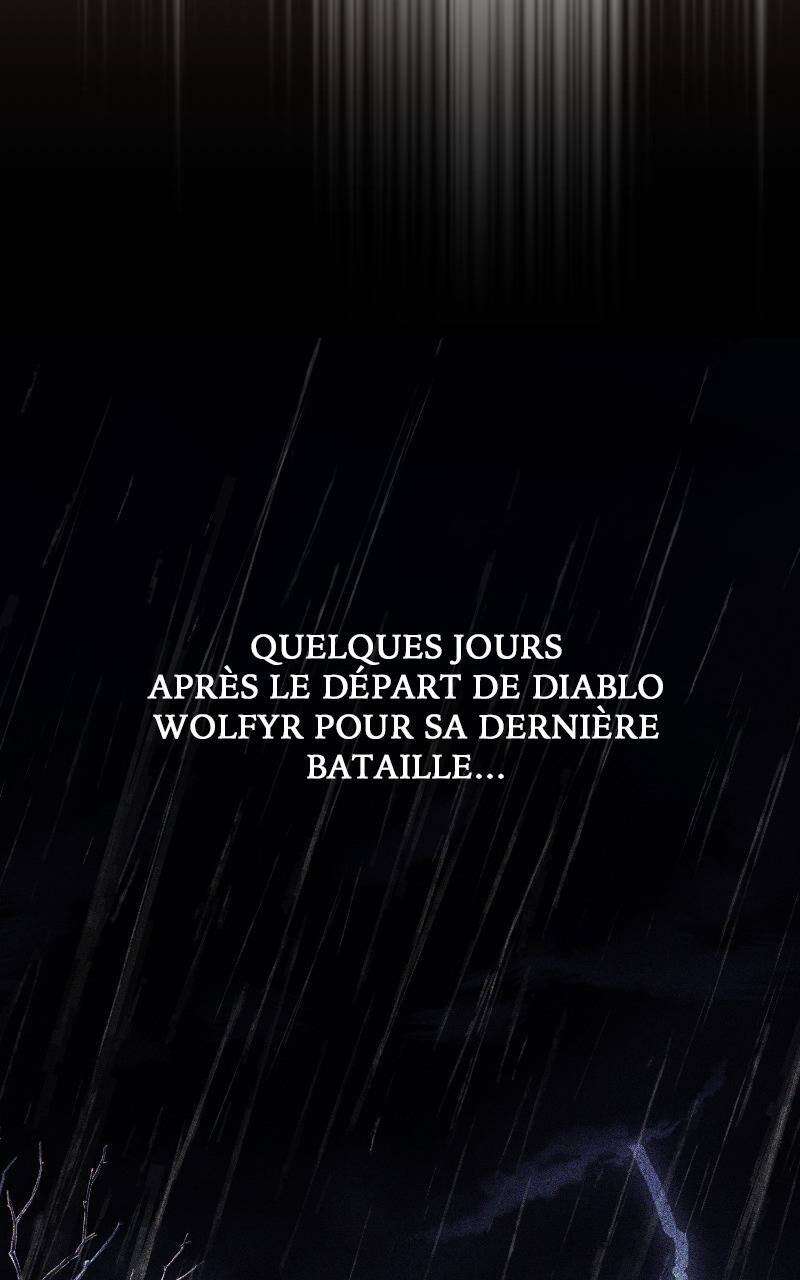 QUELQUES JOURS
APRÈS LE DÉPART DE DIABLO
WOLFYR POUR SA DERNIÈRE
BATAILLE...